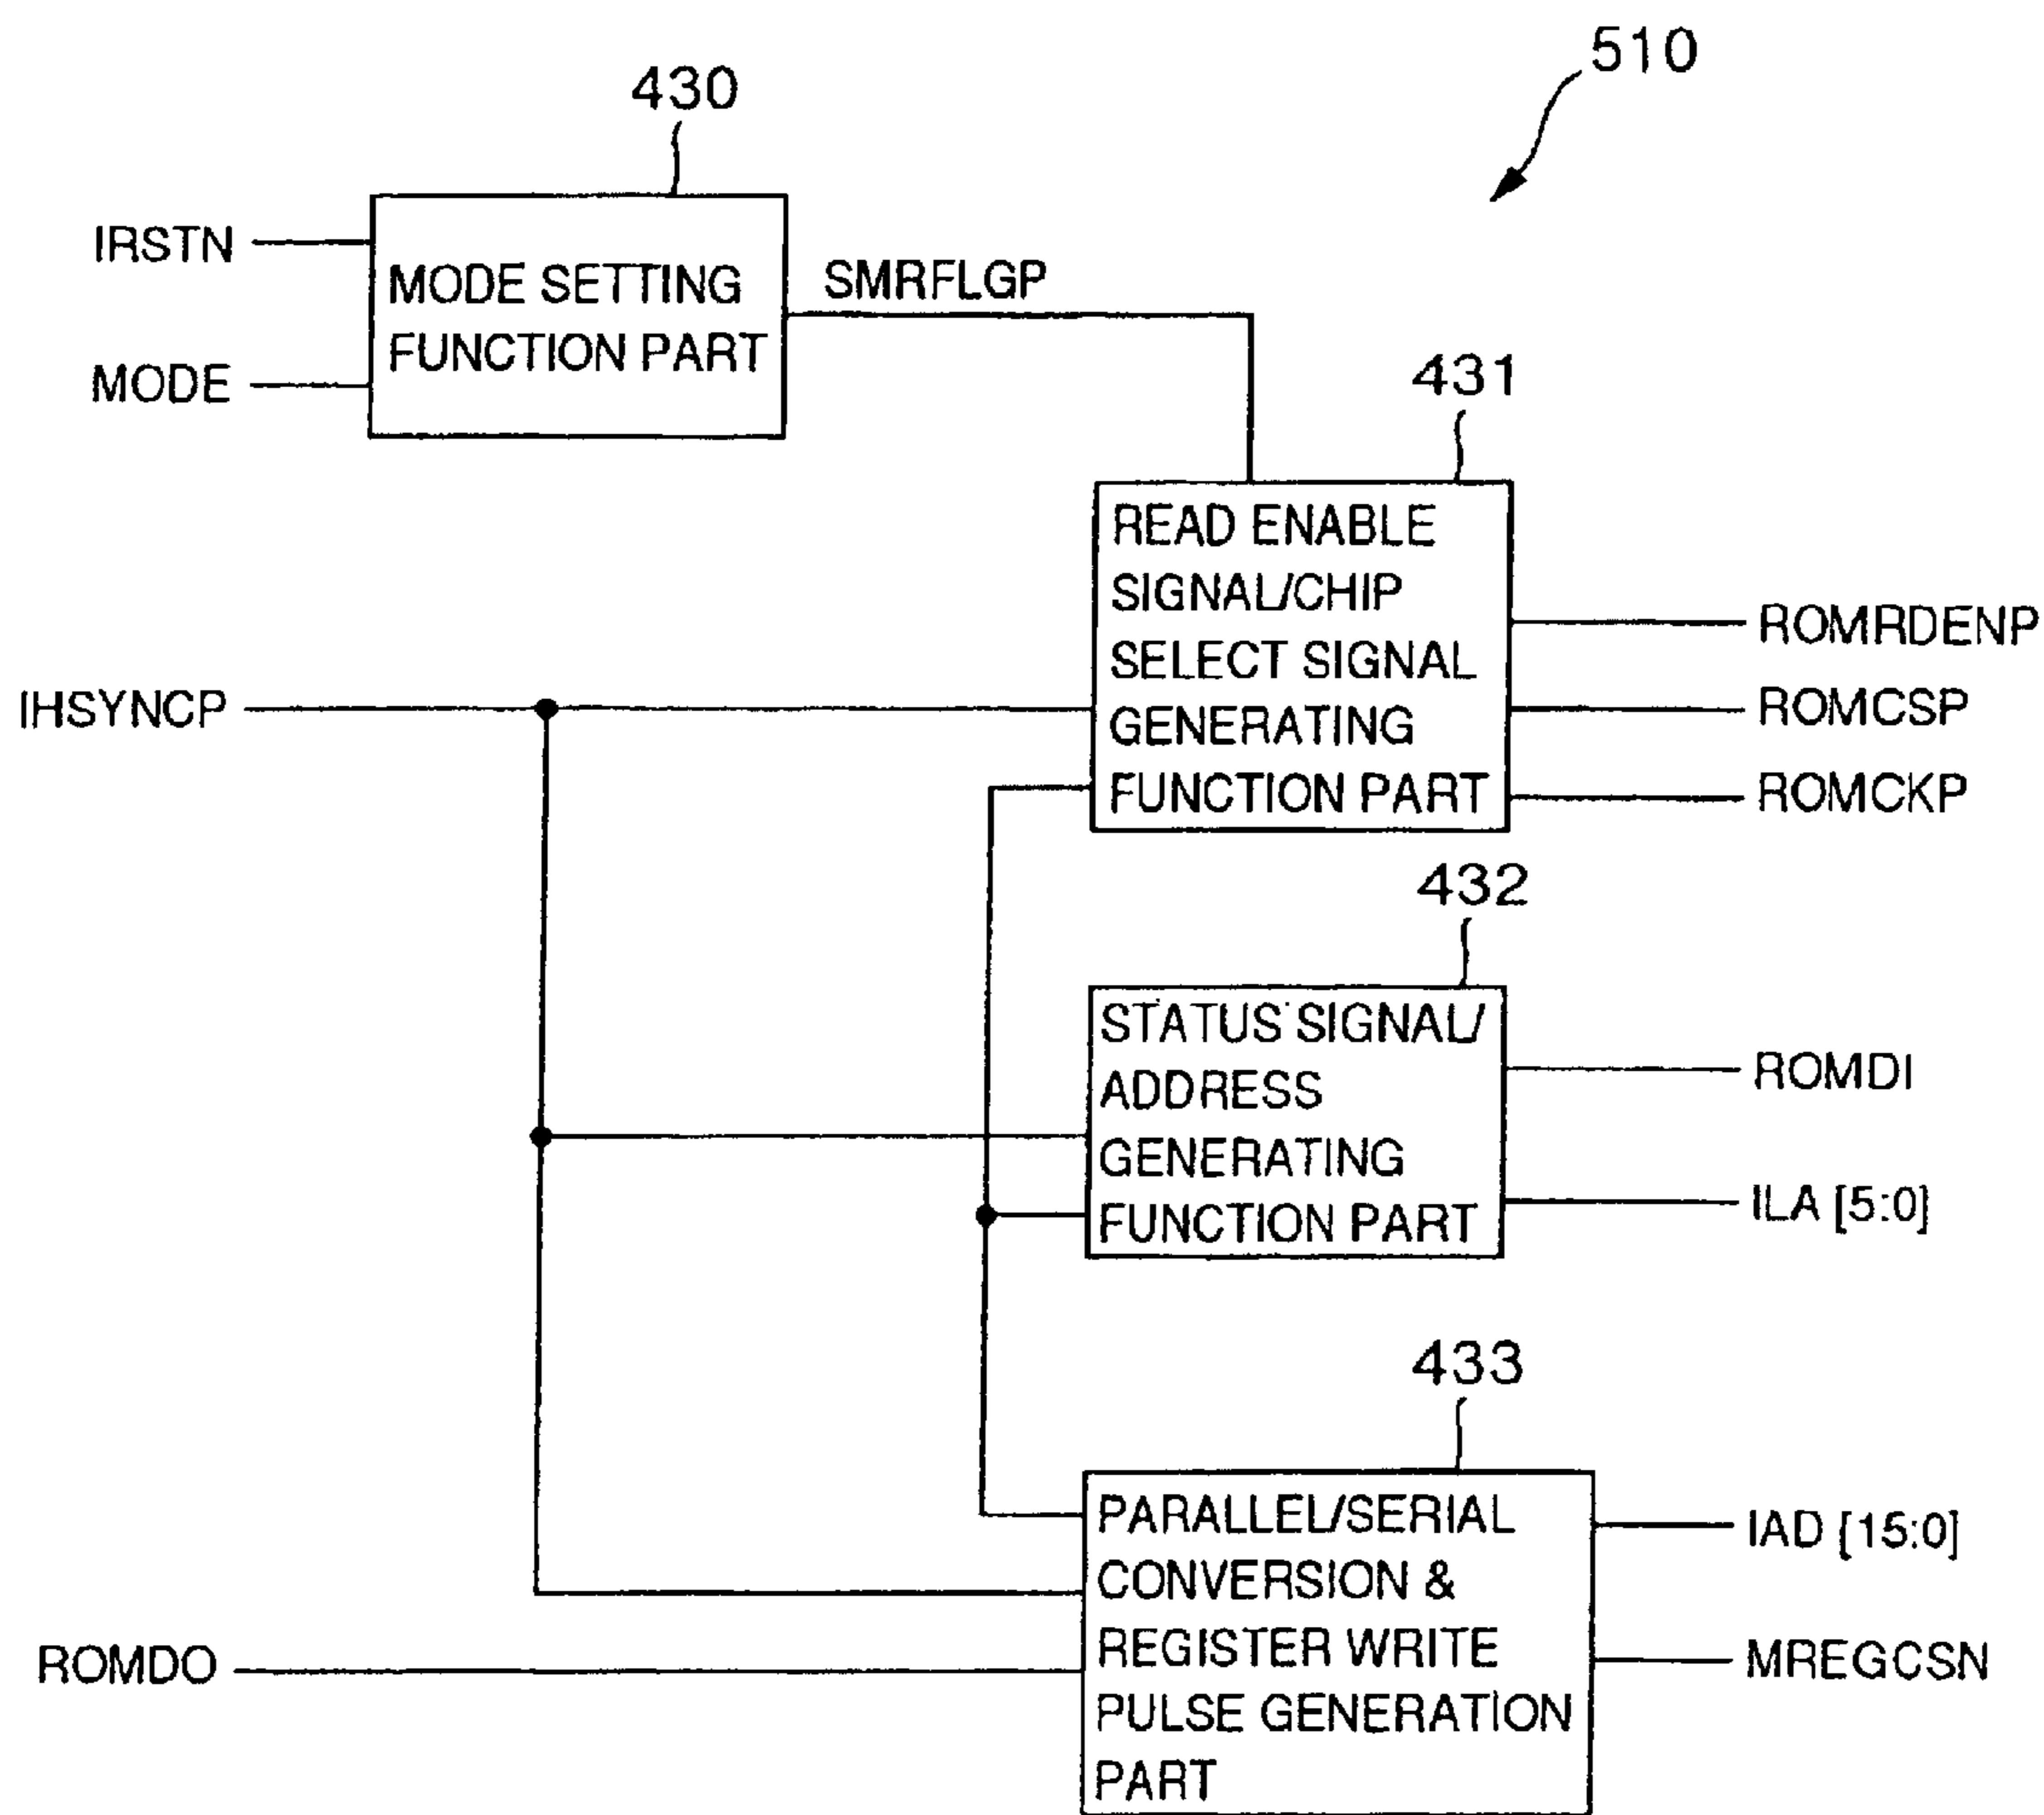 510
430
IRSTN
MODE
MODE SETTING
FUNCTION PART
SMRFLGP
431
READ ENABLE
SIGNAL/CHIP
SELECT SIGNAL
GENERATING
FUNCTION PART
IHSYNCP
ROMRDENP
ROMCSP
ROMCKP
432
STATUS SIGNAL/
ADDRESS
GENERATING
FUNCTION PART
ROMDI
ILA [5:0]
433
PARALLEL/SERIAL
CONVERSION &
REGISTER WRITE
PULSE GENERATION
PART
ROMDO
IAD [15:0]
MREGCSN